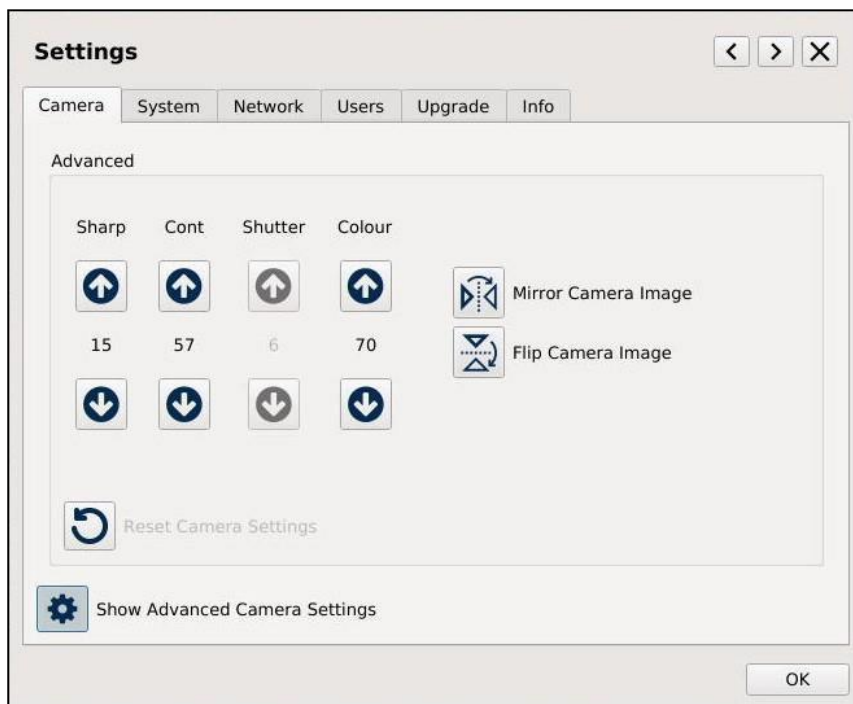 Settings
Camera System Network Users Upgrade Info
Advanced
Sharp Cont Shutter Colour
15 57 6 70
Mirror Camera Image
Flip Camera Image
Reset Camera Settings
Show Advanced Camera Settings
OK